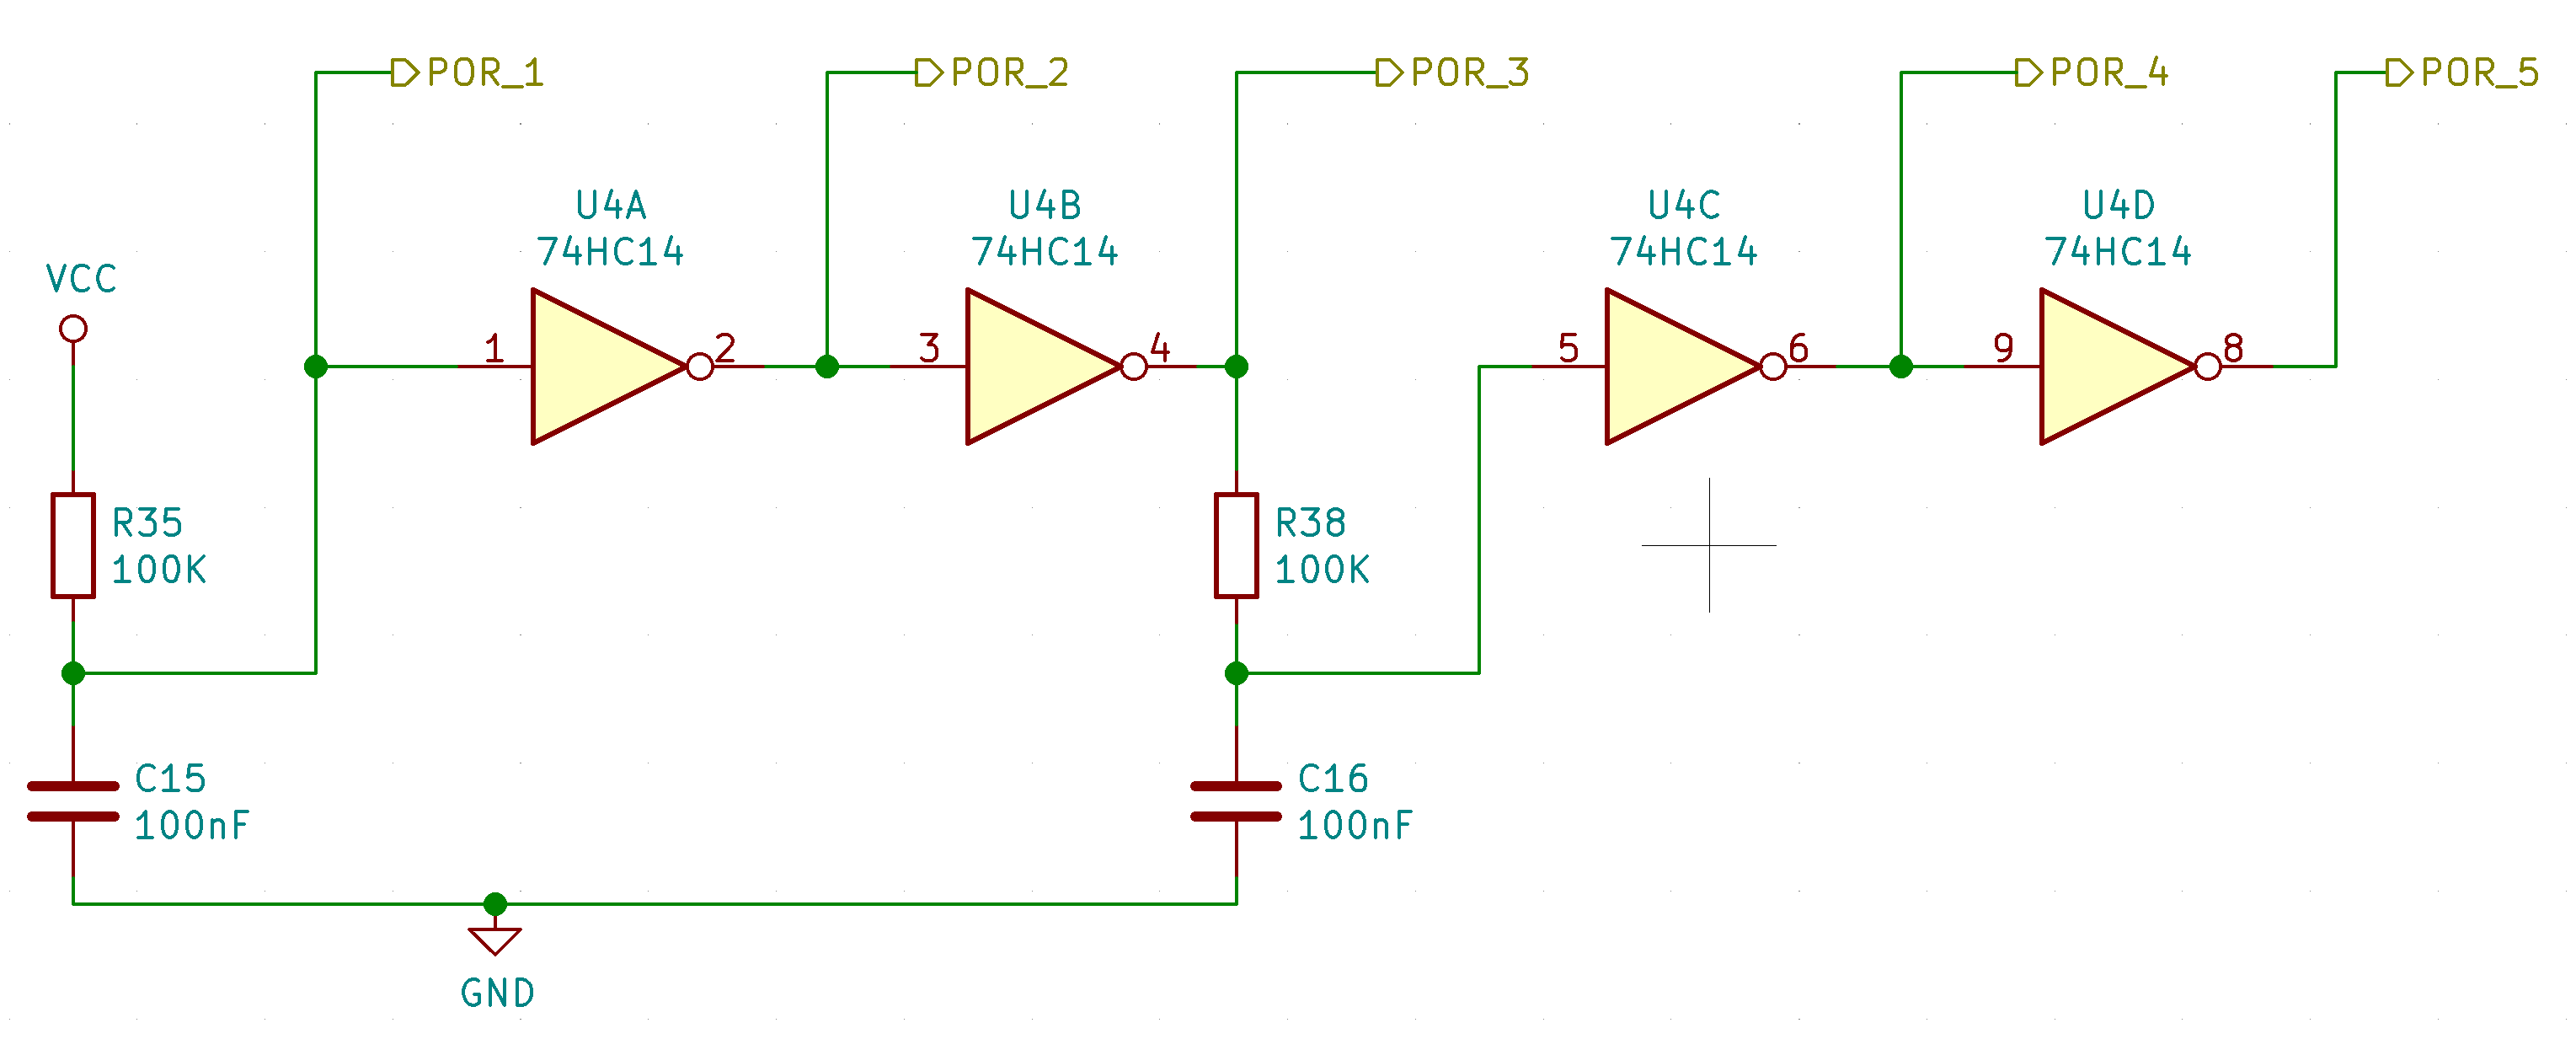 POR_1
POR_2
POR_3
POR_4
POR_5
U4A
74HC14
U4B
74HC14
U4C
74HC14
U4D
74HC14
VCC
1
2
3
4
5
6
9
8
R35
100K
R38
100K
C15
100nF
C16
100nF
GND